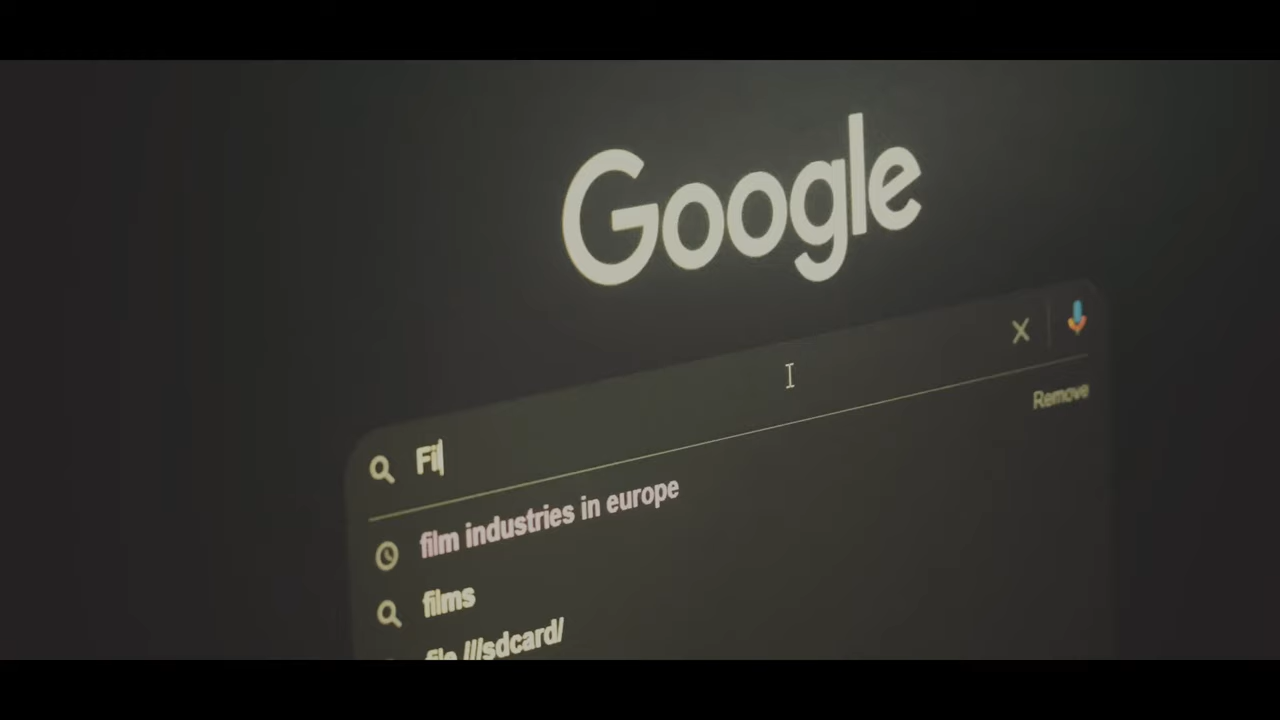 Google
Fi
Remove
film industries in europe
films
file ///sdcard/